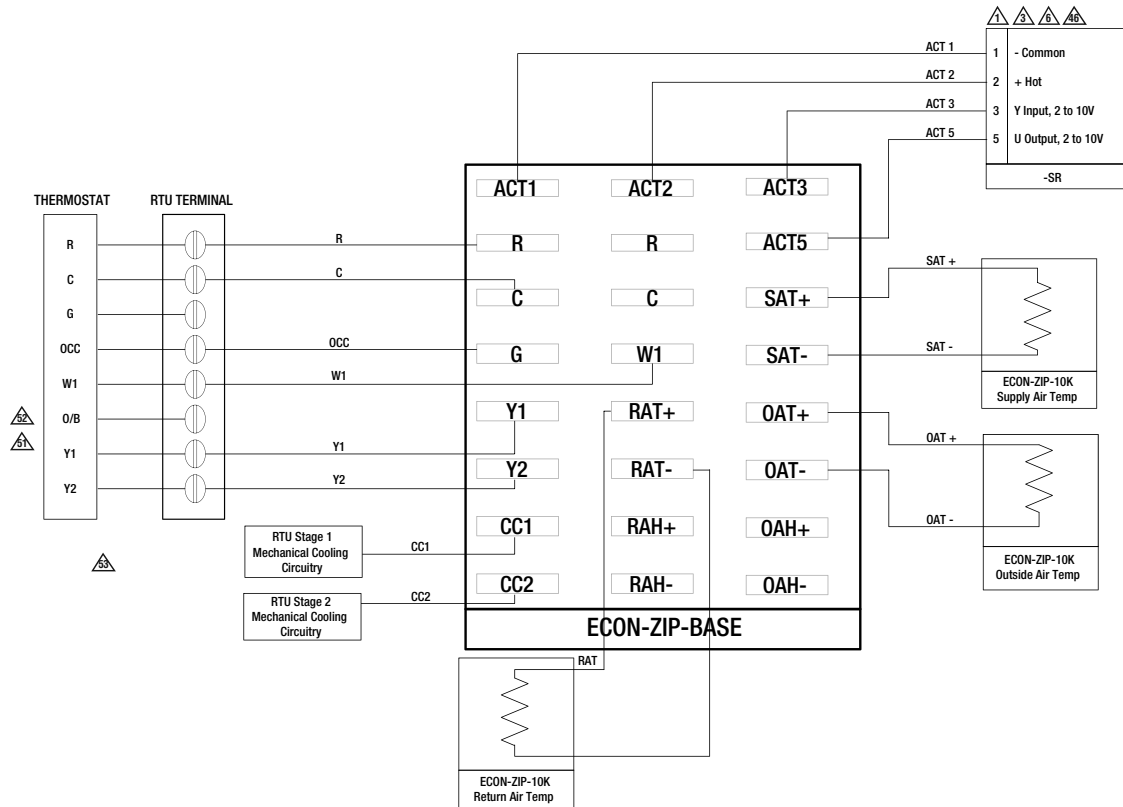 1 3 6 46
ACT 1
1 - Common
ACT 2
2 + Hot
ACT 3
3 Y Input, 2 to 10V
ACT 5
5 U Output, 2 to 10V
-SR
THERMOSTAT
RTU TERMINAL
R
C
G
OCC
W1
O/B
Y1
Y2
52
51
53
R
C
OCC
W1
Y1
Y2
ACT1 ACT2 ACT3
R R ACT5
C C SAT+
G W1 SAT-
Y1 RAT+ OAT+
Y2 RAT- OAT-
CC1 RAH+ OAH+
CC2 RAH- OAH-
ECON-ZIP-BASE
SAT +
SAT -
ECON-ZIP-10K
Supply Air Temp
OAT +
OAT -
ECON-ZIP-10K
Outside Air Temp
RTU Stage 1
Mechanical Cooling
Circuitry
CC1
RTU Stage 2
Mechanical Cooling
Circuitry
CC2
RAT
ECON-ZIP-10K
Return Air Temp